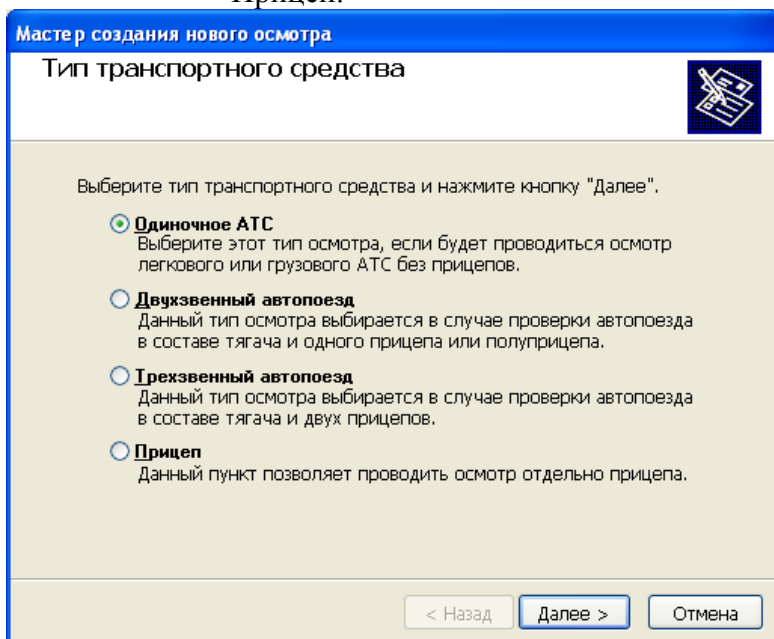 Прицеп.
Мастер создания нового осмотра
Тип транспортного средства
Выберите тип транспортного средства и нажмите кнопку "Далее".
Одиночное АТС
Выберите этот тип осмотра, если будет проводиться осмотр
легкового или грузового АТС без прицепов.
Двухзвенный автопоезд
Данный тип осмотра выбирается в случае проверки автопоезда
в составе тягача и одного прицепа или полуприцепа.
Трехзвенный автопоезд
Данный тип осмотра выбирается в случае проверки автопоезда
в составе тягача и двух прицепов.
Прицеп
Данный пункт позволяет проводить осмотр отдельно прицепа.
< Назад
Далее >
Отмена